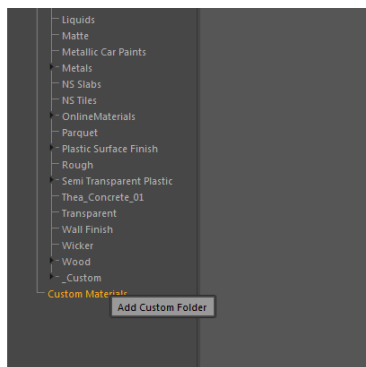 Liquids
Matte
Metallic Car Paints
Metals
NS Slabs
NS Tiles
OnlineMaterials
Parquet
Plastic Surface Finish
Rough
Semi Transparent Plastic
Thea_Concrete_01
Transparent
Wall Finish
Wicker
Wood
_Custom
Custom Materials
Add Custom Folder